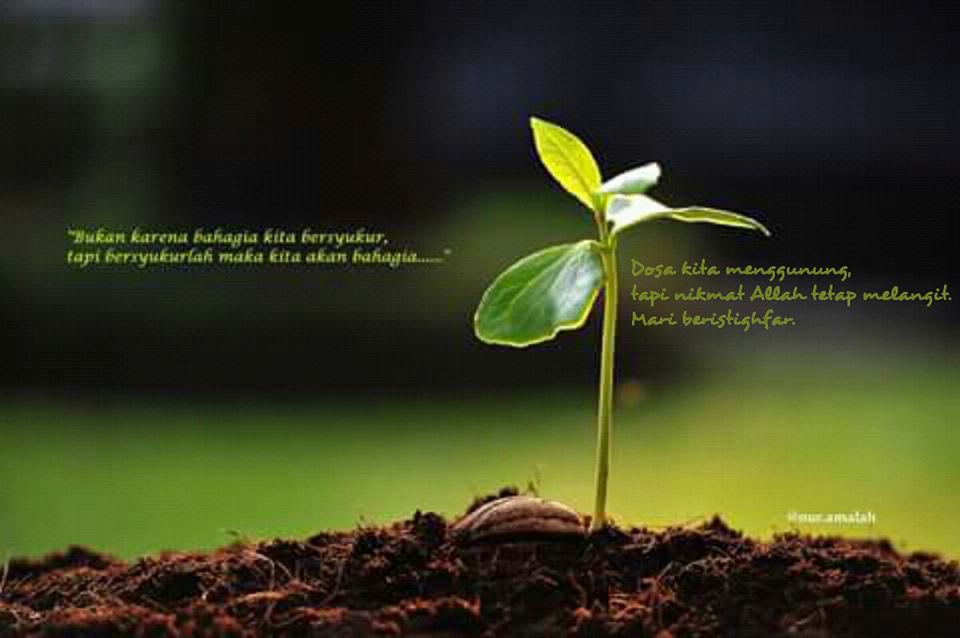 "Bukan karena bahagia kita bersyukur,
tapi bersyukurlah maka kita akan bahagia......"
Dosa kita menggunung,
tapi nikmat Allah tetap melangit.
Mari beristighfar.
@nur.amalah